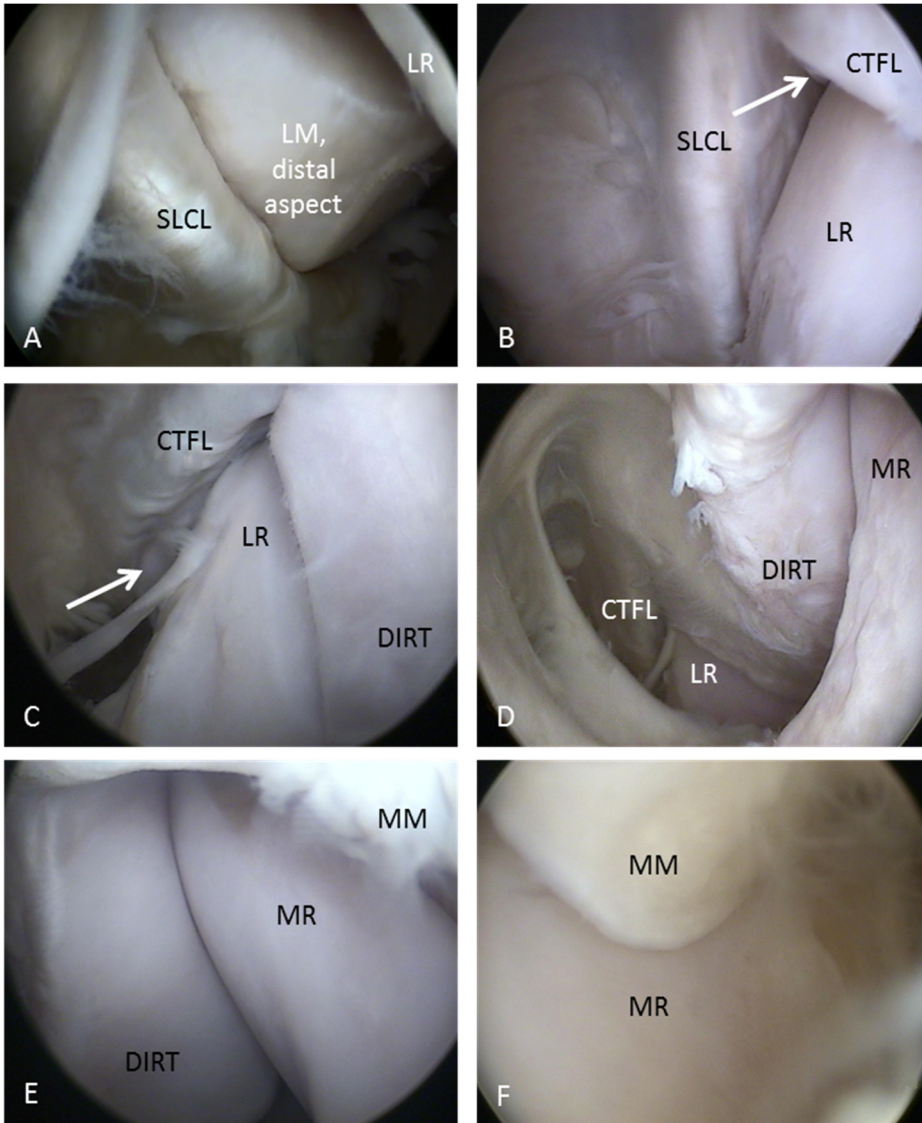 LR
LM,
distal
aspect
SLCL
A
CTFL
SLCL
LR
B
CTFL
LR
DIRT
C
MR
DIRT
CTFL
LR
D
MM
MR
DIRT
E
MM
MR
F